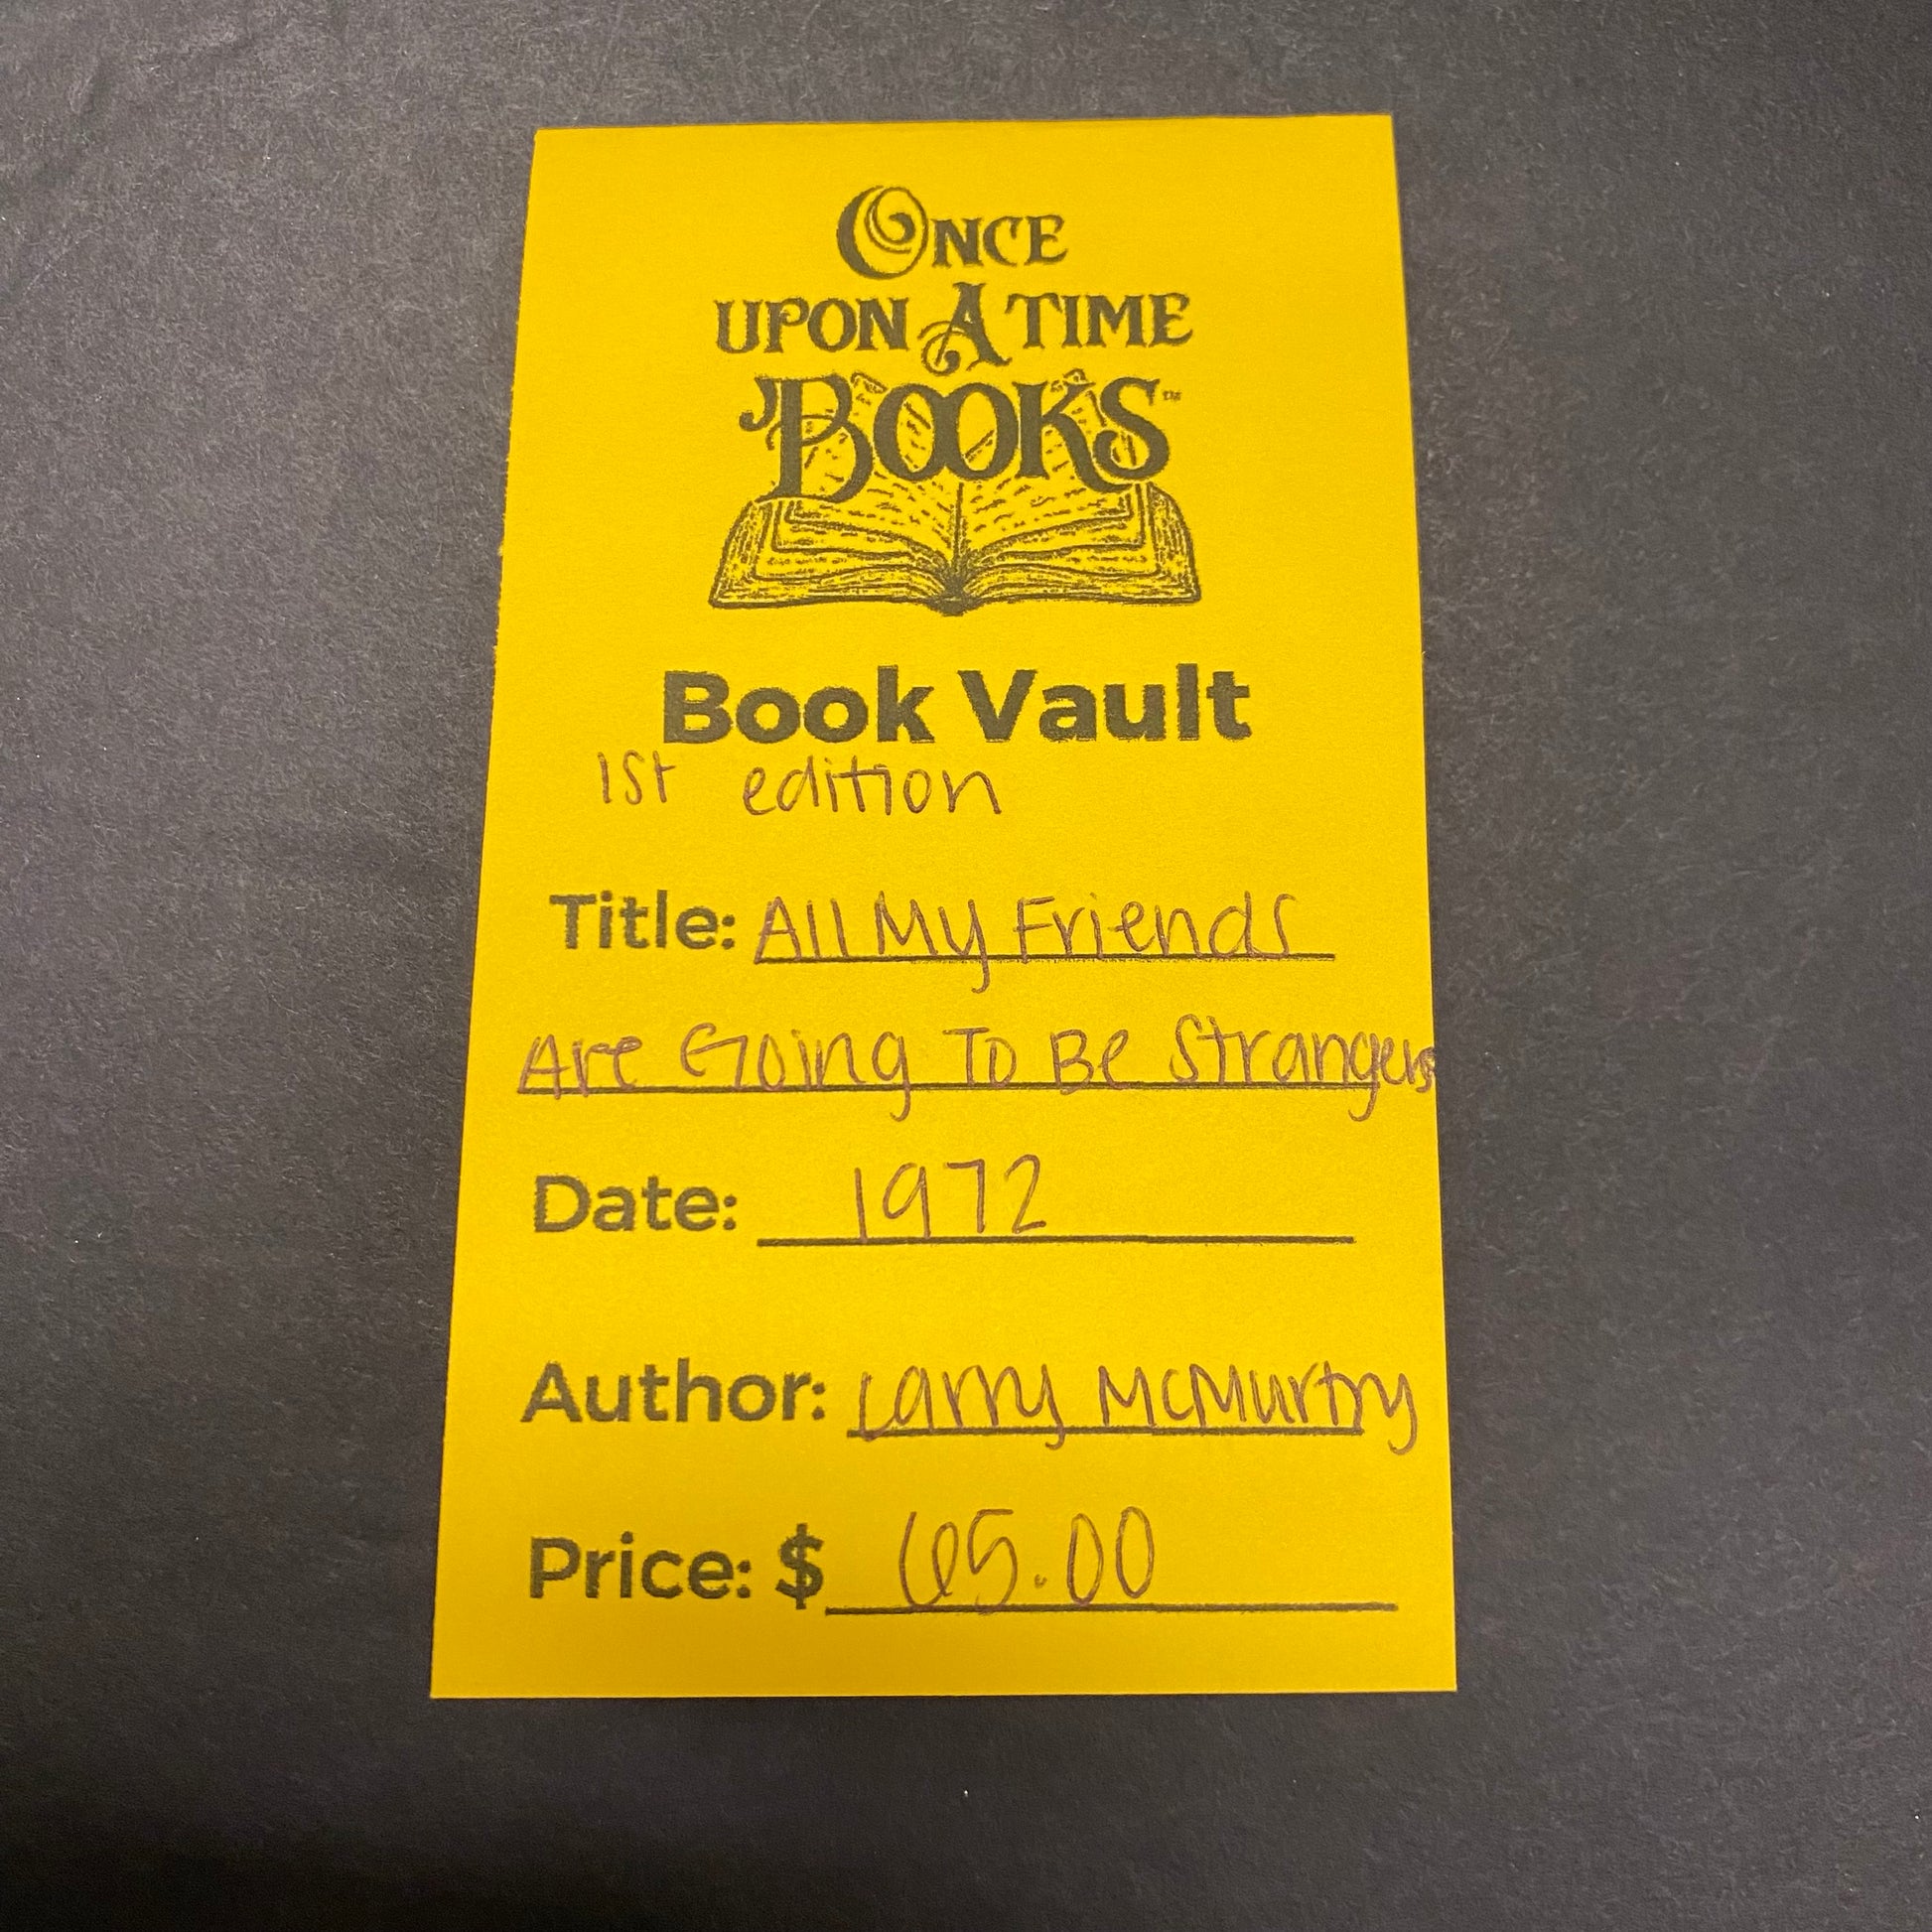 ONCE
UPON A TIME
BOOKS™
Book Vault
1st edition
Title: All My Friends
Are Going To Be Strangers
Date: 1972
Author: Larry McMurtry
Price: $ 65.00